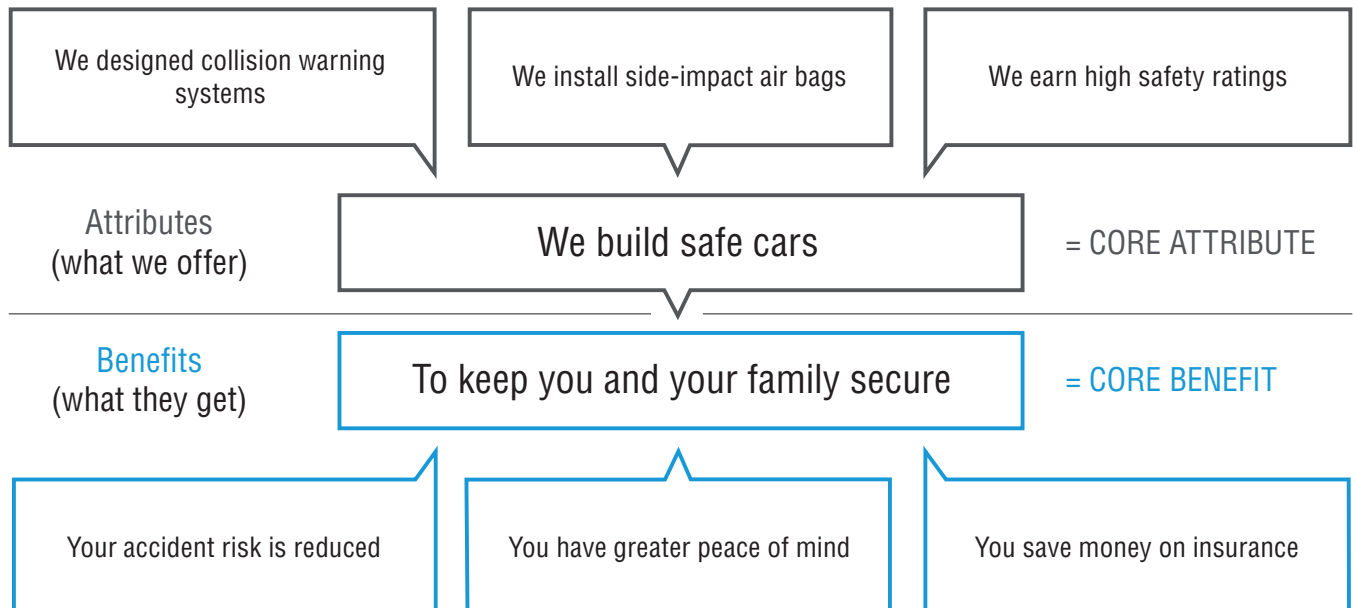 We designed collision warning
systems
We install side-impact air bags
We earn high safety ratings
Attributes
(what we offer)
We build safe cars
= CORE ATTRIBUTE
Benefits
(what they get)
To keep you and your family secure
= CORE BENEFIT
Your accident risk is reduced
You have greater peace of mind
You save money on insurance